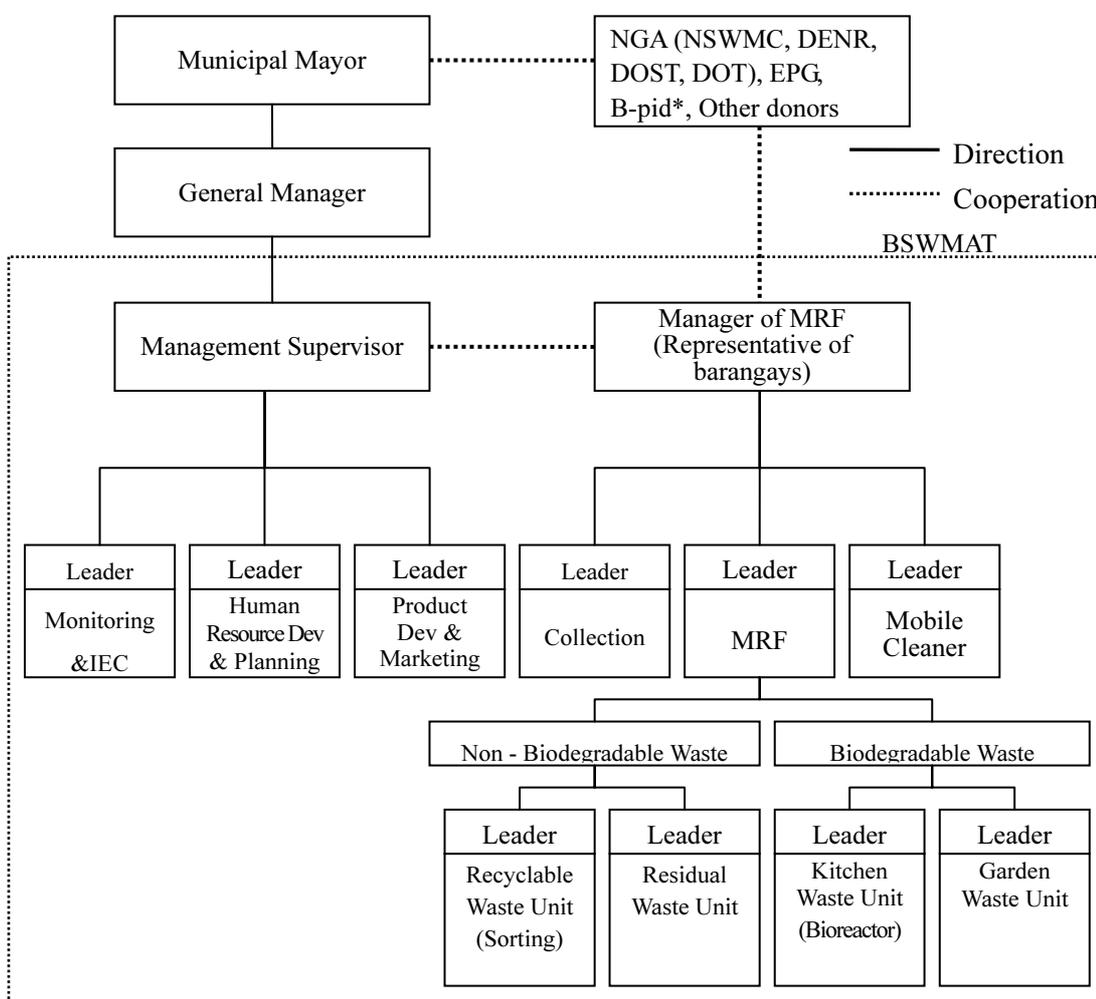 Municipal Mayor
NGA (NSWMC, DENR,
DOST, DOT), EPG,
B-pid*, Other donors
Direction
General Manager
Cooperation
BSWMAT
Management Supervisor
Manager of MRF
(Representative of
barangays)
Leader
Monitoring
&IEC
Leader
Human
Resource Dev
& Planning
Leader
Product
Dev &
Marketing
Leader
Collection
Leader
MRF
Leader
Mobile
Cleaner
Non - Biodegradable Waste
Biodegradable Waste
Leader
Recyclable
Waste Unit
(Sorting)
Leader
Residual
Waste Unit
Leader
Kitchen
Waste Unit
(Bioreactor)
Leader
Garden
Waste Unit